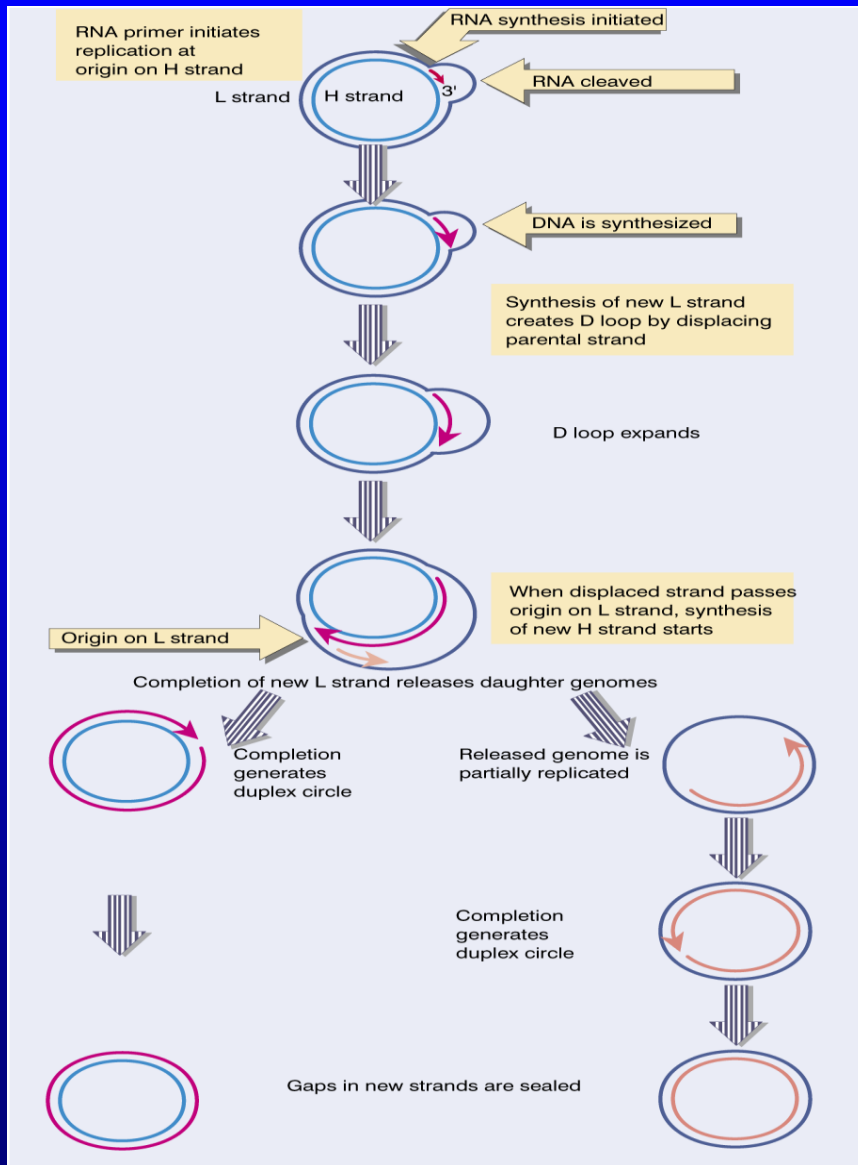 RNA synthesis initiated
RNA primer initiates
replication at
origin on H strand
RNA cleaved
L strand
H strand
3'
DNA is synthesized
Synthesis of new L strand
creates D loop by displacing
parental strand
D loop expands
When displaced strand passes
origin on L strand, synthesis
of new H strand starts
Origin on L strand
Completion of new L strand releases daughter genomes
Completion
generates
duplex circle
Released genome is
partially replicated
Completion
generates
duplex circle
Gaps in new strands are sealed